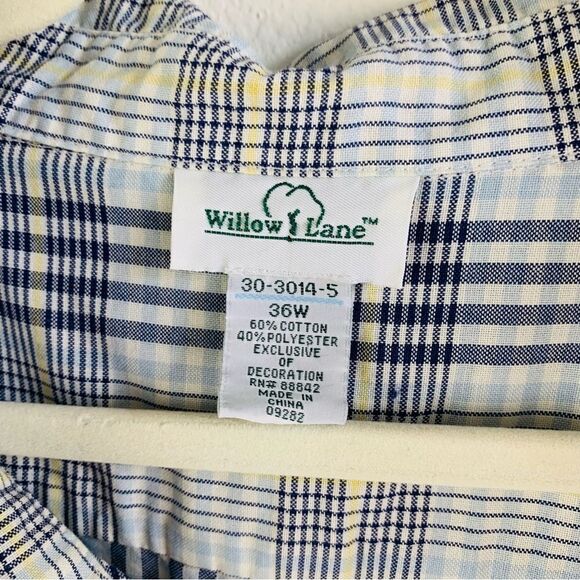 Willow Lane™
30-3014-5
36W
60% COTTON
40% POLYESTER
EXCLUSIVE
OF
DECORATION
RN# 88842
MADE IN
CHINA
09282